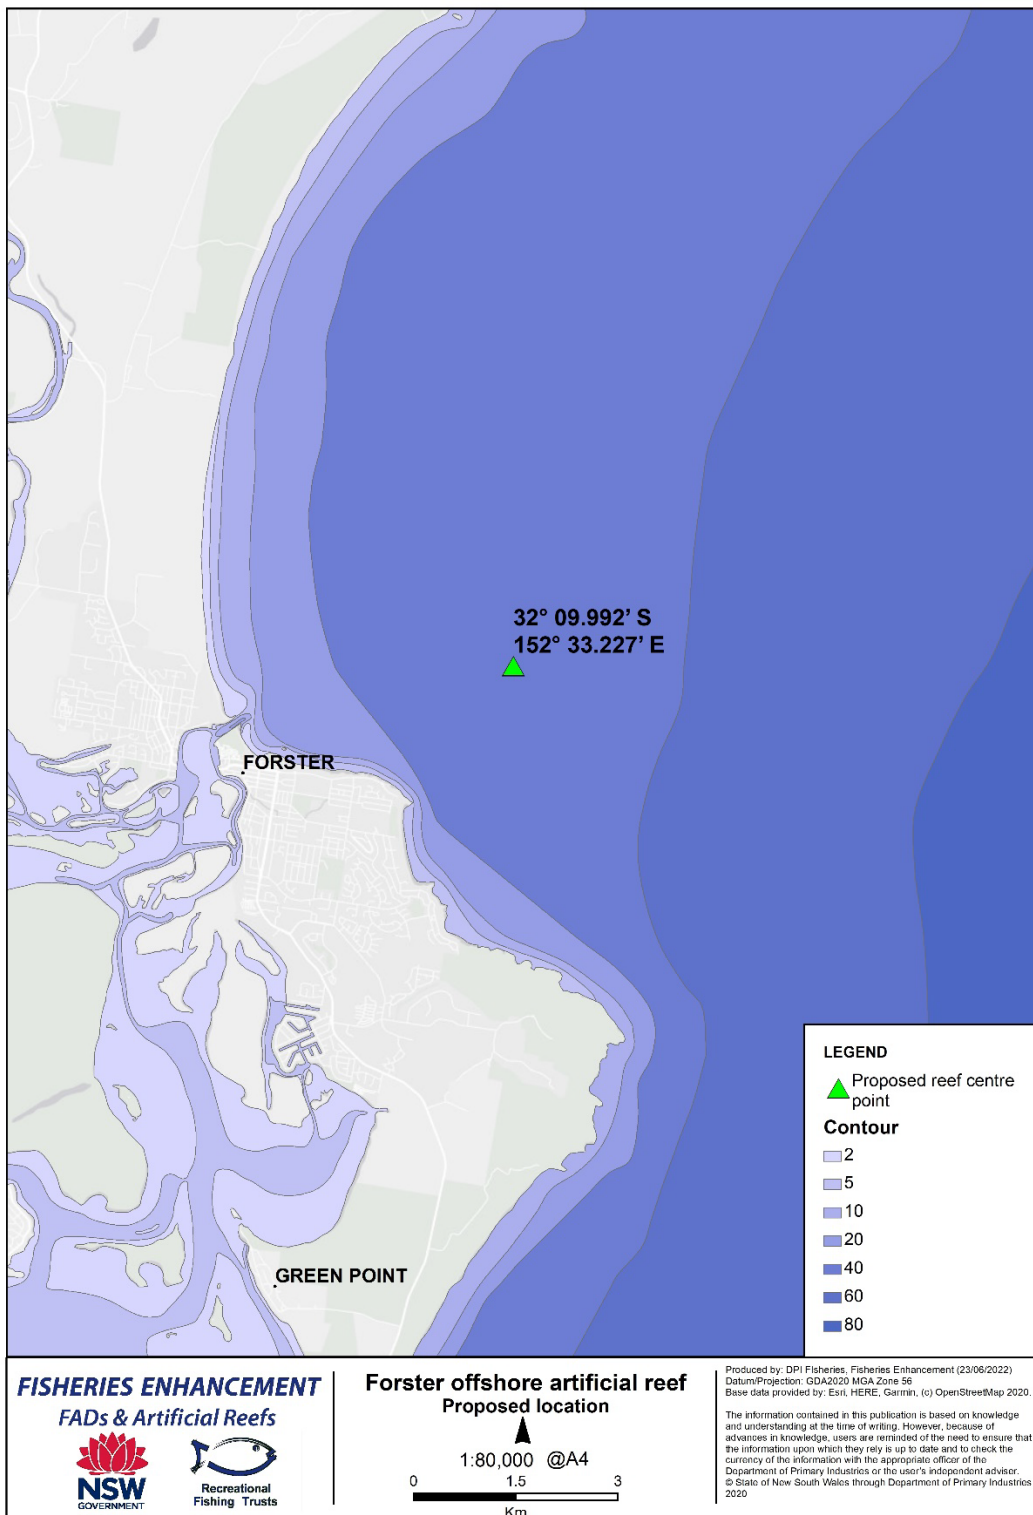 32° 09.992’ S
152° 33.227’ E
FORSTER
GREEN POINT
LEGEND
Proposed reef centre
point
Contour
2
5
10
20
40
60
80
FISHERIES ENHANCEMENT
FADs & Artificial Reefs
NSW
GOVERNMENT
Recreational
Fishing Trusts
Forster offshore artificial reef
Proposed location
1:80,000 @A4
0 1.5 3
Km
Produced by: DPI Fisheries, Fisheries Enhancement (23/06/2022)
Datum/Projection: GDA2020 MGA Zone 56
Base data provided by: Esri, HERE, Garmin, (c) OpenStreetMap 2020.
The information contained in this publication is based on knowledge
and understanding at the time of writing. However, because of
advances in knowledge, users are reminded of the need to ensure that
the information upon which they rely is up to date and to check the
currency of the information with the appropriate officer of the
Department of Primary Industries or the user's independent advisor.
© State of New South Wales through Department of Primary Industries
2020